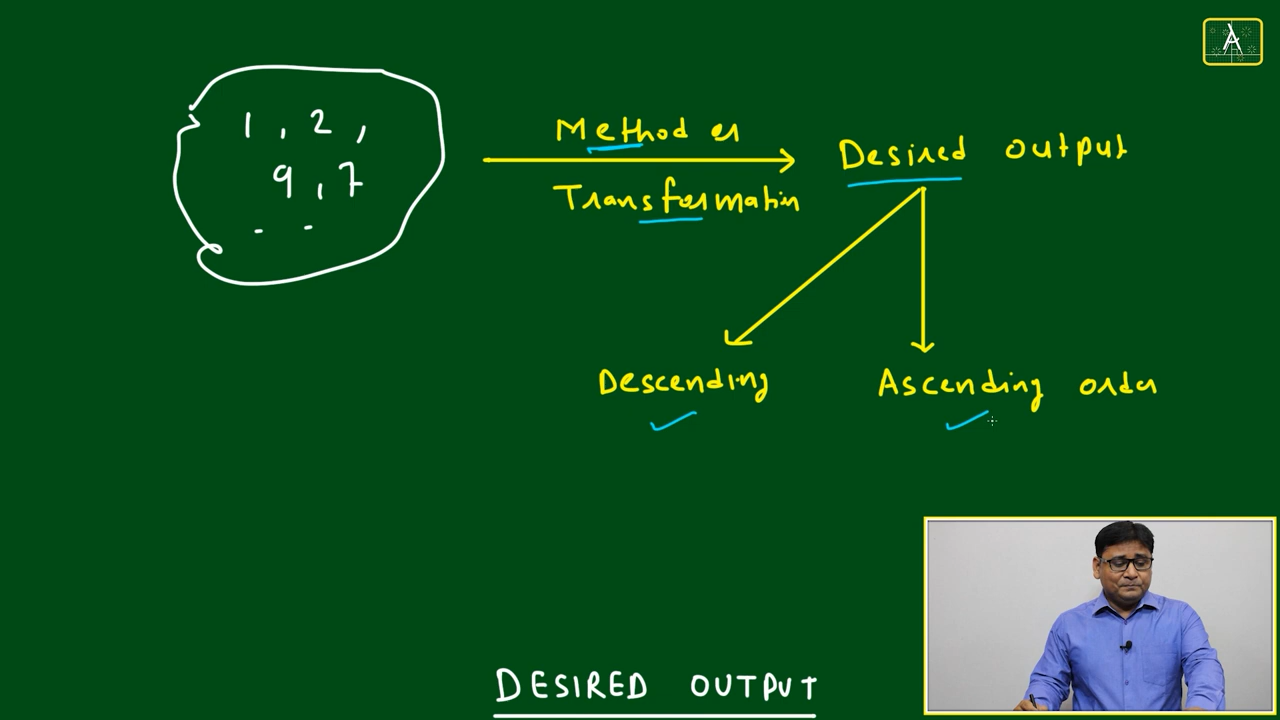 1, 2,
9, 7
. .
Method or
Transformation
Desired output
Descending
Ascending order
DESIRED OUTPUT
A